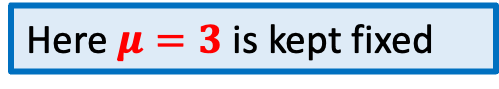 Here μ = 3 is kept fixed